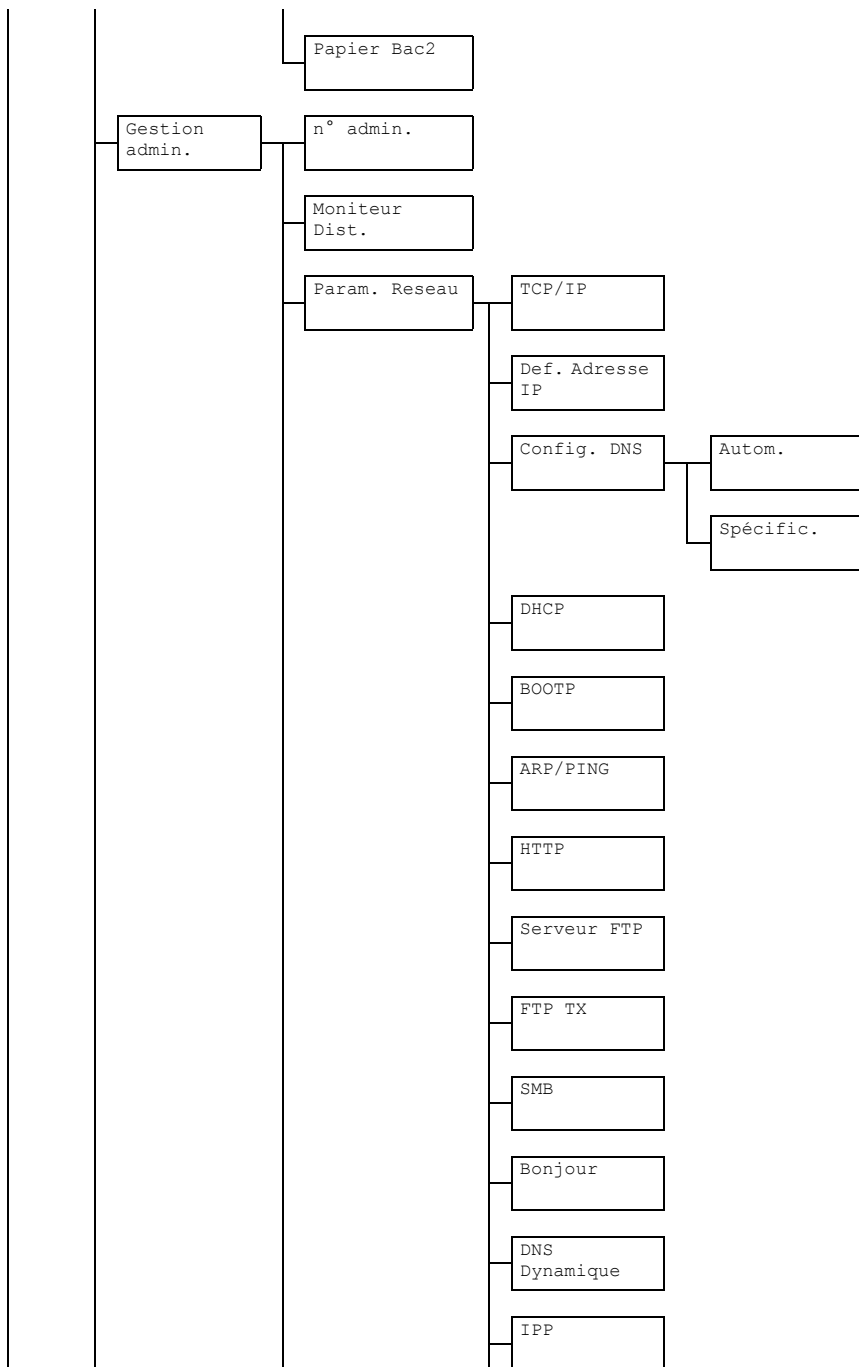 Papier Bac2
Gestion
admin.
n° admin.
Moniteur
Dist.
Param. Reseau
TCP/IP
Def. Adresse
IP
Config. DNS
Autom.
Spécific.
DHCP
BOOTP
ARP/PING
HTTP
Serveur FTP
FTP TX
SMB
Bonjour
DNS
Dynamique
IPP